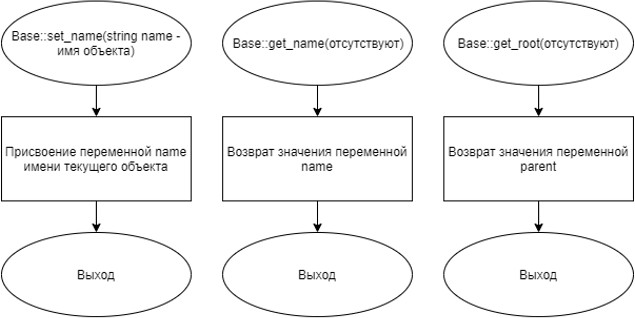 Base::set_name(string name -
имя объекта)
Присвоение переменной name
имени текущего объекта
Выход
Base::get_name(отсутствуют)
Возврат значения переменной
name
Выход
Base::get_root(отсутствуют)
Возврат значения переменной
parent
Выход